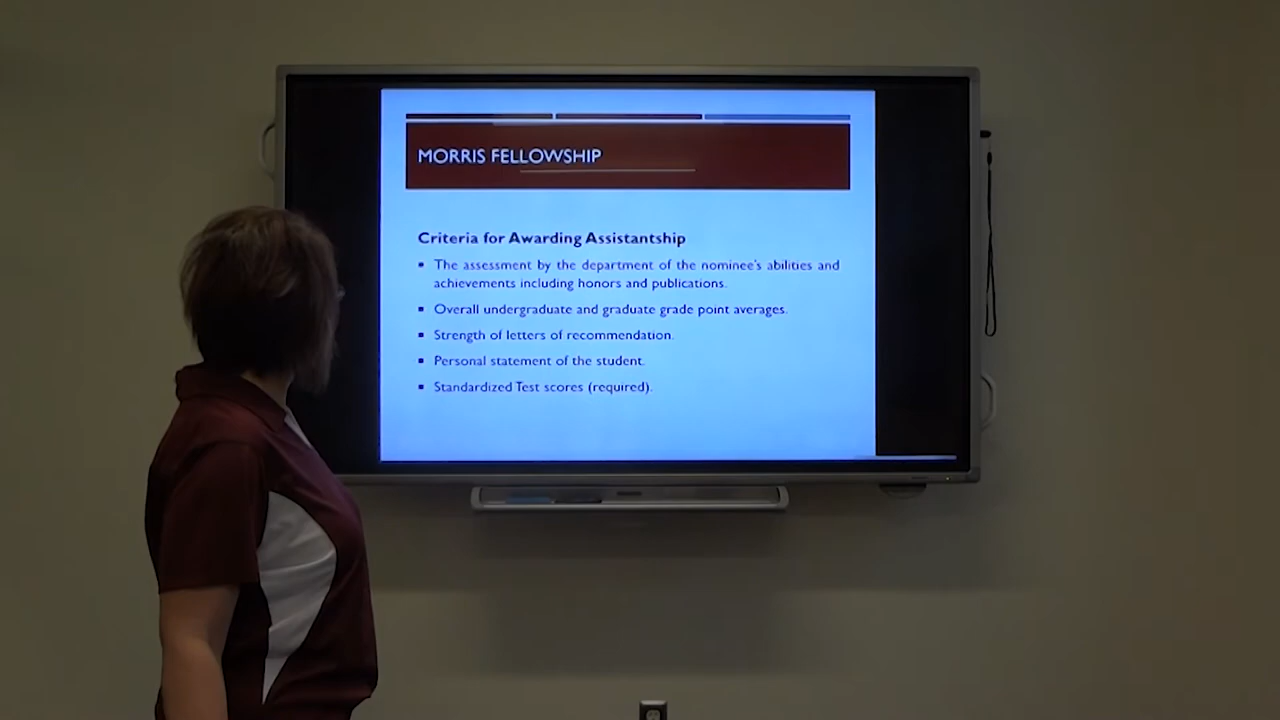 MORRIS FELLOWSHIP
Criteria for Awarding Assistantship
▪ The assessment by the department of the nominee's abilities and
achievements including honors and publications.
▪ Overall undergraduate and graduate grade point averages.
▪ Strength of letters of recommendation.
▪ Personal statement of the student.
▪ Standardized Test scores (required).